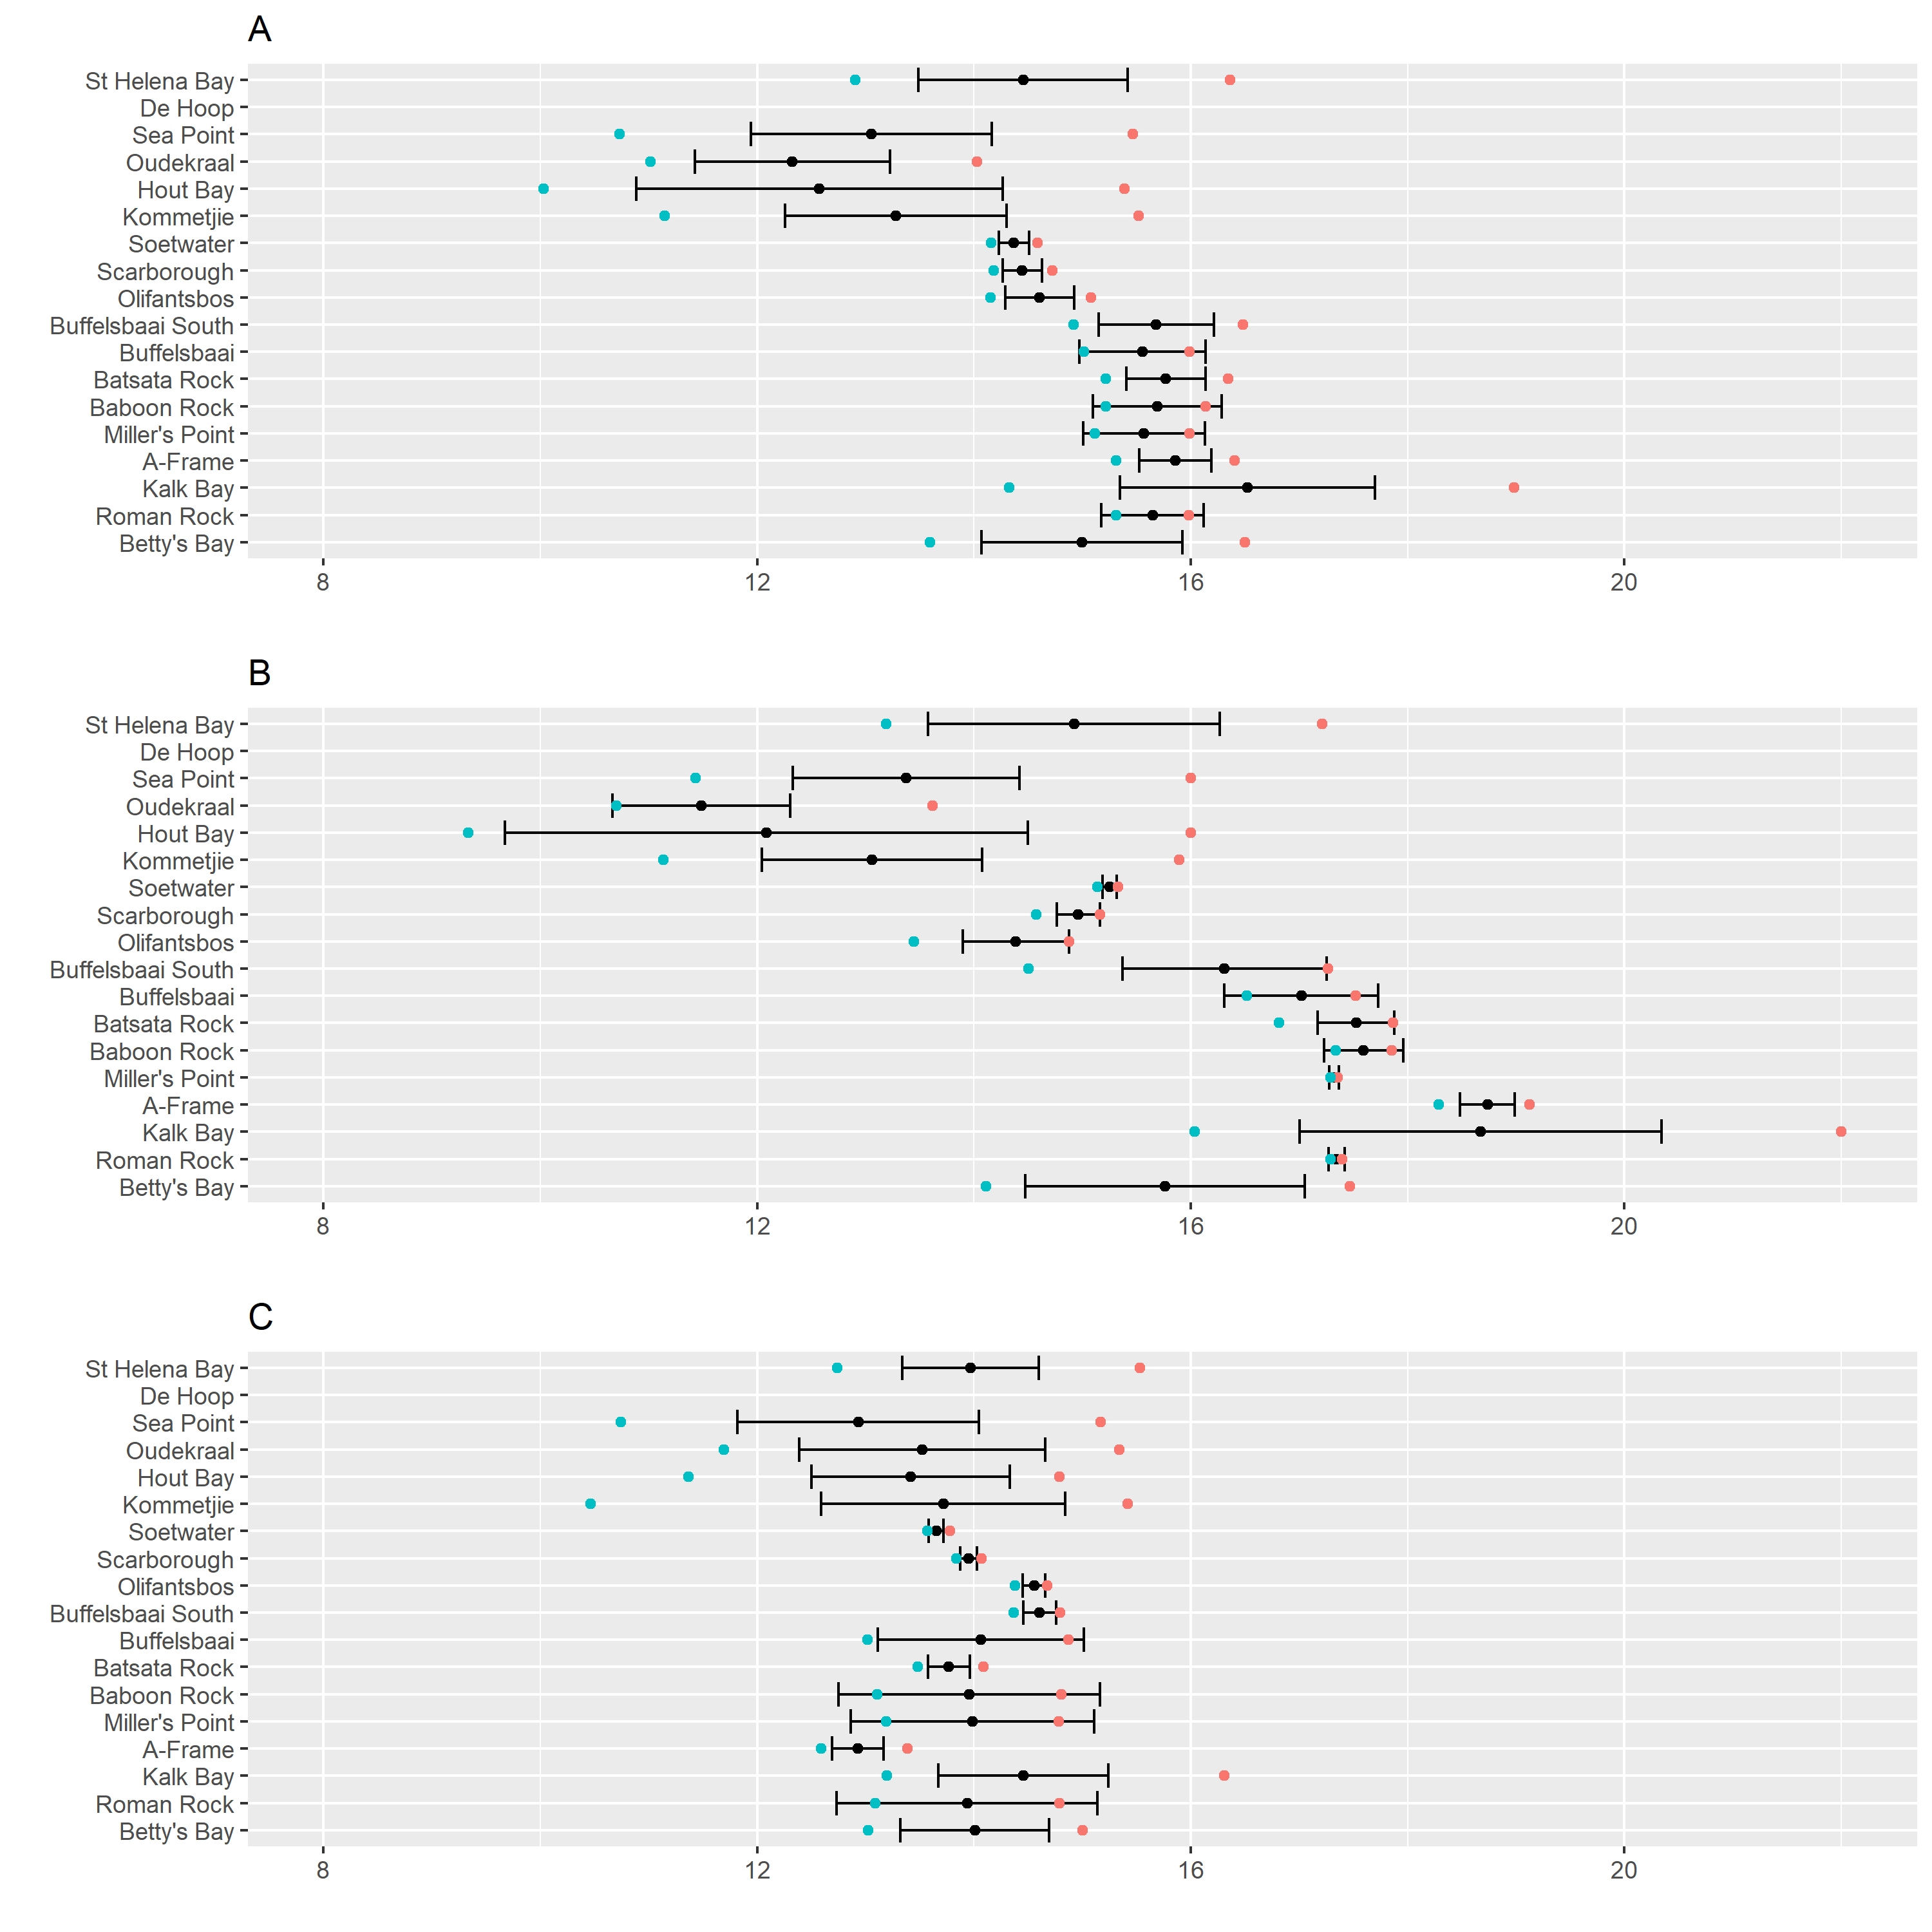 A
St Helena Bay
De Hoop
Sea Point
Oudekraal
Hout Bay
Kommetjie
Soetwater
Scarborough
Olifantsbos
Buffelsbaai South
Buffelsbaai
Batsata Rock
Baboon Rock
Miller's Point
A-Frame
Kalk Bay
Roman Rock
Betty's Bay
8 12 16 20
B
St Helena Bay
De Hoop
Sea Point
Oudekraal
Hout Bay
Kommetjie
Soetwater
Scarborough
Olifantsbos
Buffelsbaai South
Buffelsbaai
Batsata Rock
Baboon Rock
Miller's Point
A-Frame
Kalk Bay
Roman Rock
Betty's Bay
8 12 16 20
C
St Helena Bay
De Hoop
Sea Point
Oudekraal
Hout Bay
Kommetjie
Soetwater
Scarborough
Olifantsbos
Buffelsbaai South
Buffelsbaai
Batsata Rock
Baboon Rock
Miller's Point
A-Frame
Kalk Bay
Roman Rock
Betty's Bay
8 12 16 20